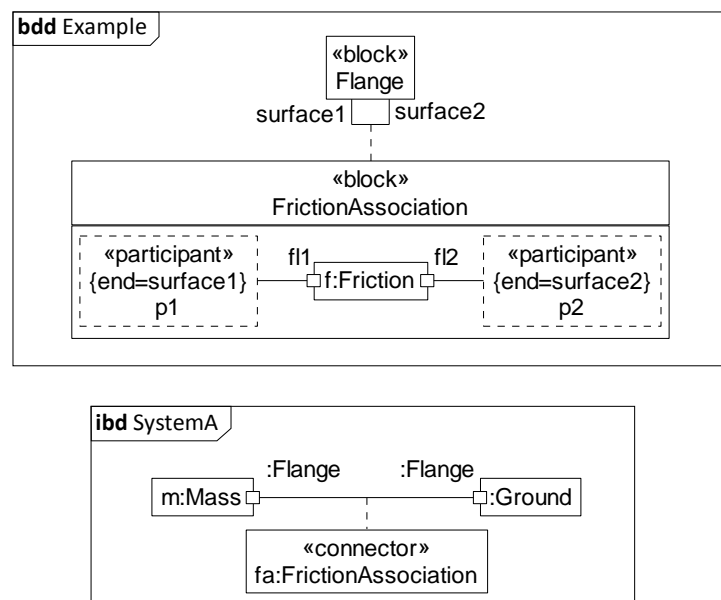 bdd Example
«block»
Flange
surface1 surface2
«block»
FrictionAssociation
«participant»
{end=surface1}
p1
fl1
f:Friction
fl2
«participant»
{end=surface2}
p2
ibd SystemA
:Flange :Flange
m:Mass :Ground
«connector»
fa:FrictionAssociation